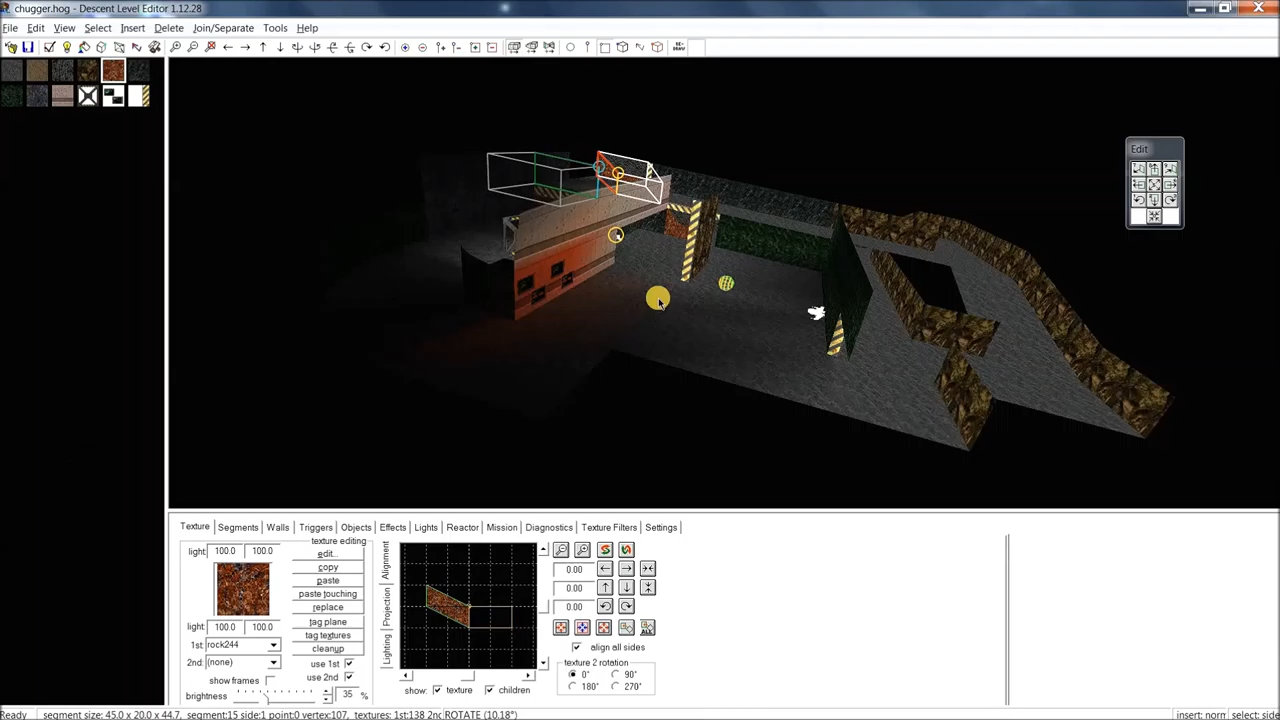 chugger.hog - Descent Level Editor 1.12.28
File Edit View Select Insert Delete Join/Separate Tools Help
Edit
Texture Segments Walls Triggers Objects Effects Lights Reactor Mission Diagnostics Texture Filters Settings
texture editing
light: 100.0 100.0
edit...
copy
paste
paste touching
replace
tag plane
tag textures
cleanup
light: 100.0 100.0
1st: rock244
2nd: (none)
use 1st
use 2nd
show frames
brightness 35 %
Alignment
Projection
Lighting
show: texture children
0.00
0.00
0.00
ALL
align all sides
texture 2 rotation
0° 90°
180° 270°
Ready segment size: 45.0 x 20.0 x 44.7, segment:15 side:1 point:0 vertex:107, textures: 1st:138 2nd ROTATE (10.18°) insert: norm select: side